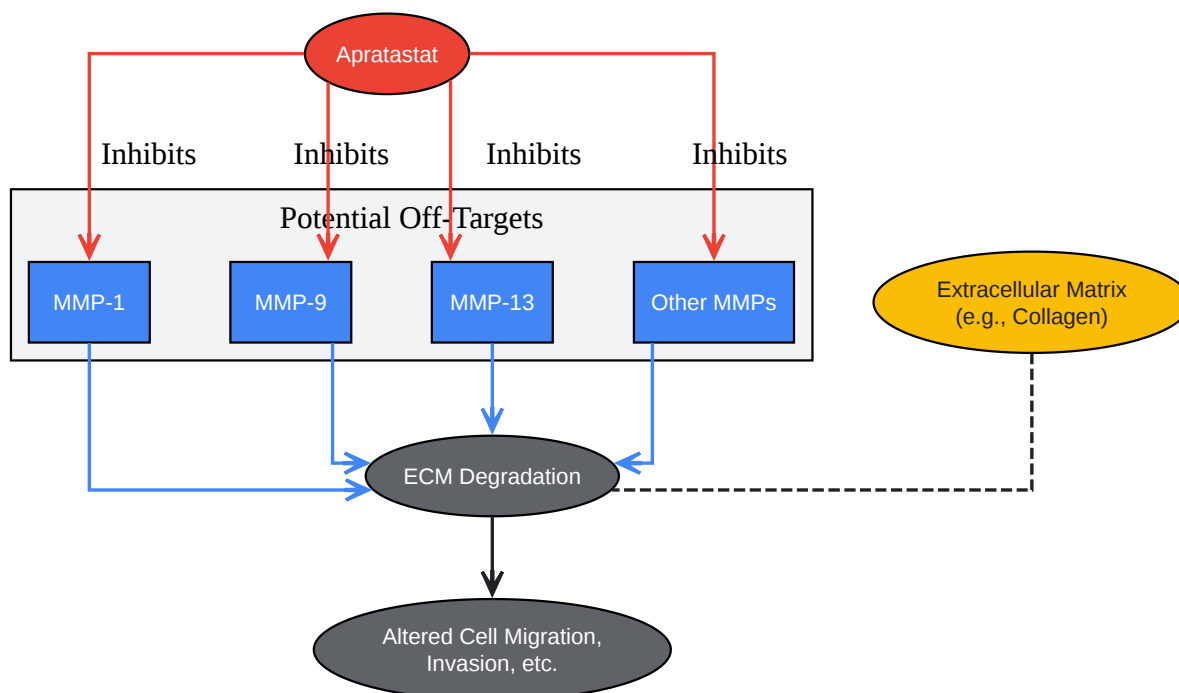 Apratastat
Inhibits
Inhibits
Inhibits
Inhibits
Potential Off-Targets
MMP-1
MMP-9
MMP-13
Other MMPs
Extracellular Matrix
(e.g., Collagen)
ECM Degradation
Altered Cell Migration,
Invasion, etc.